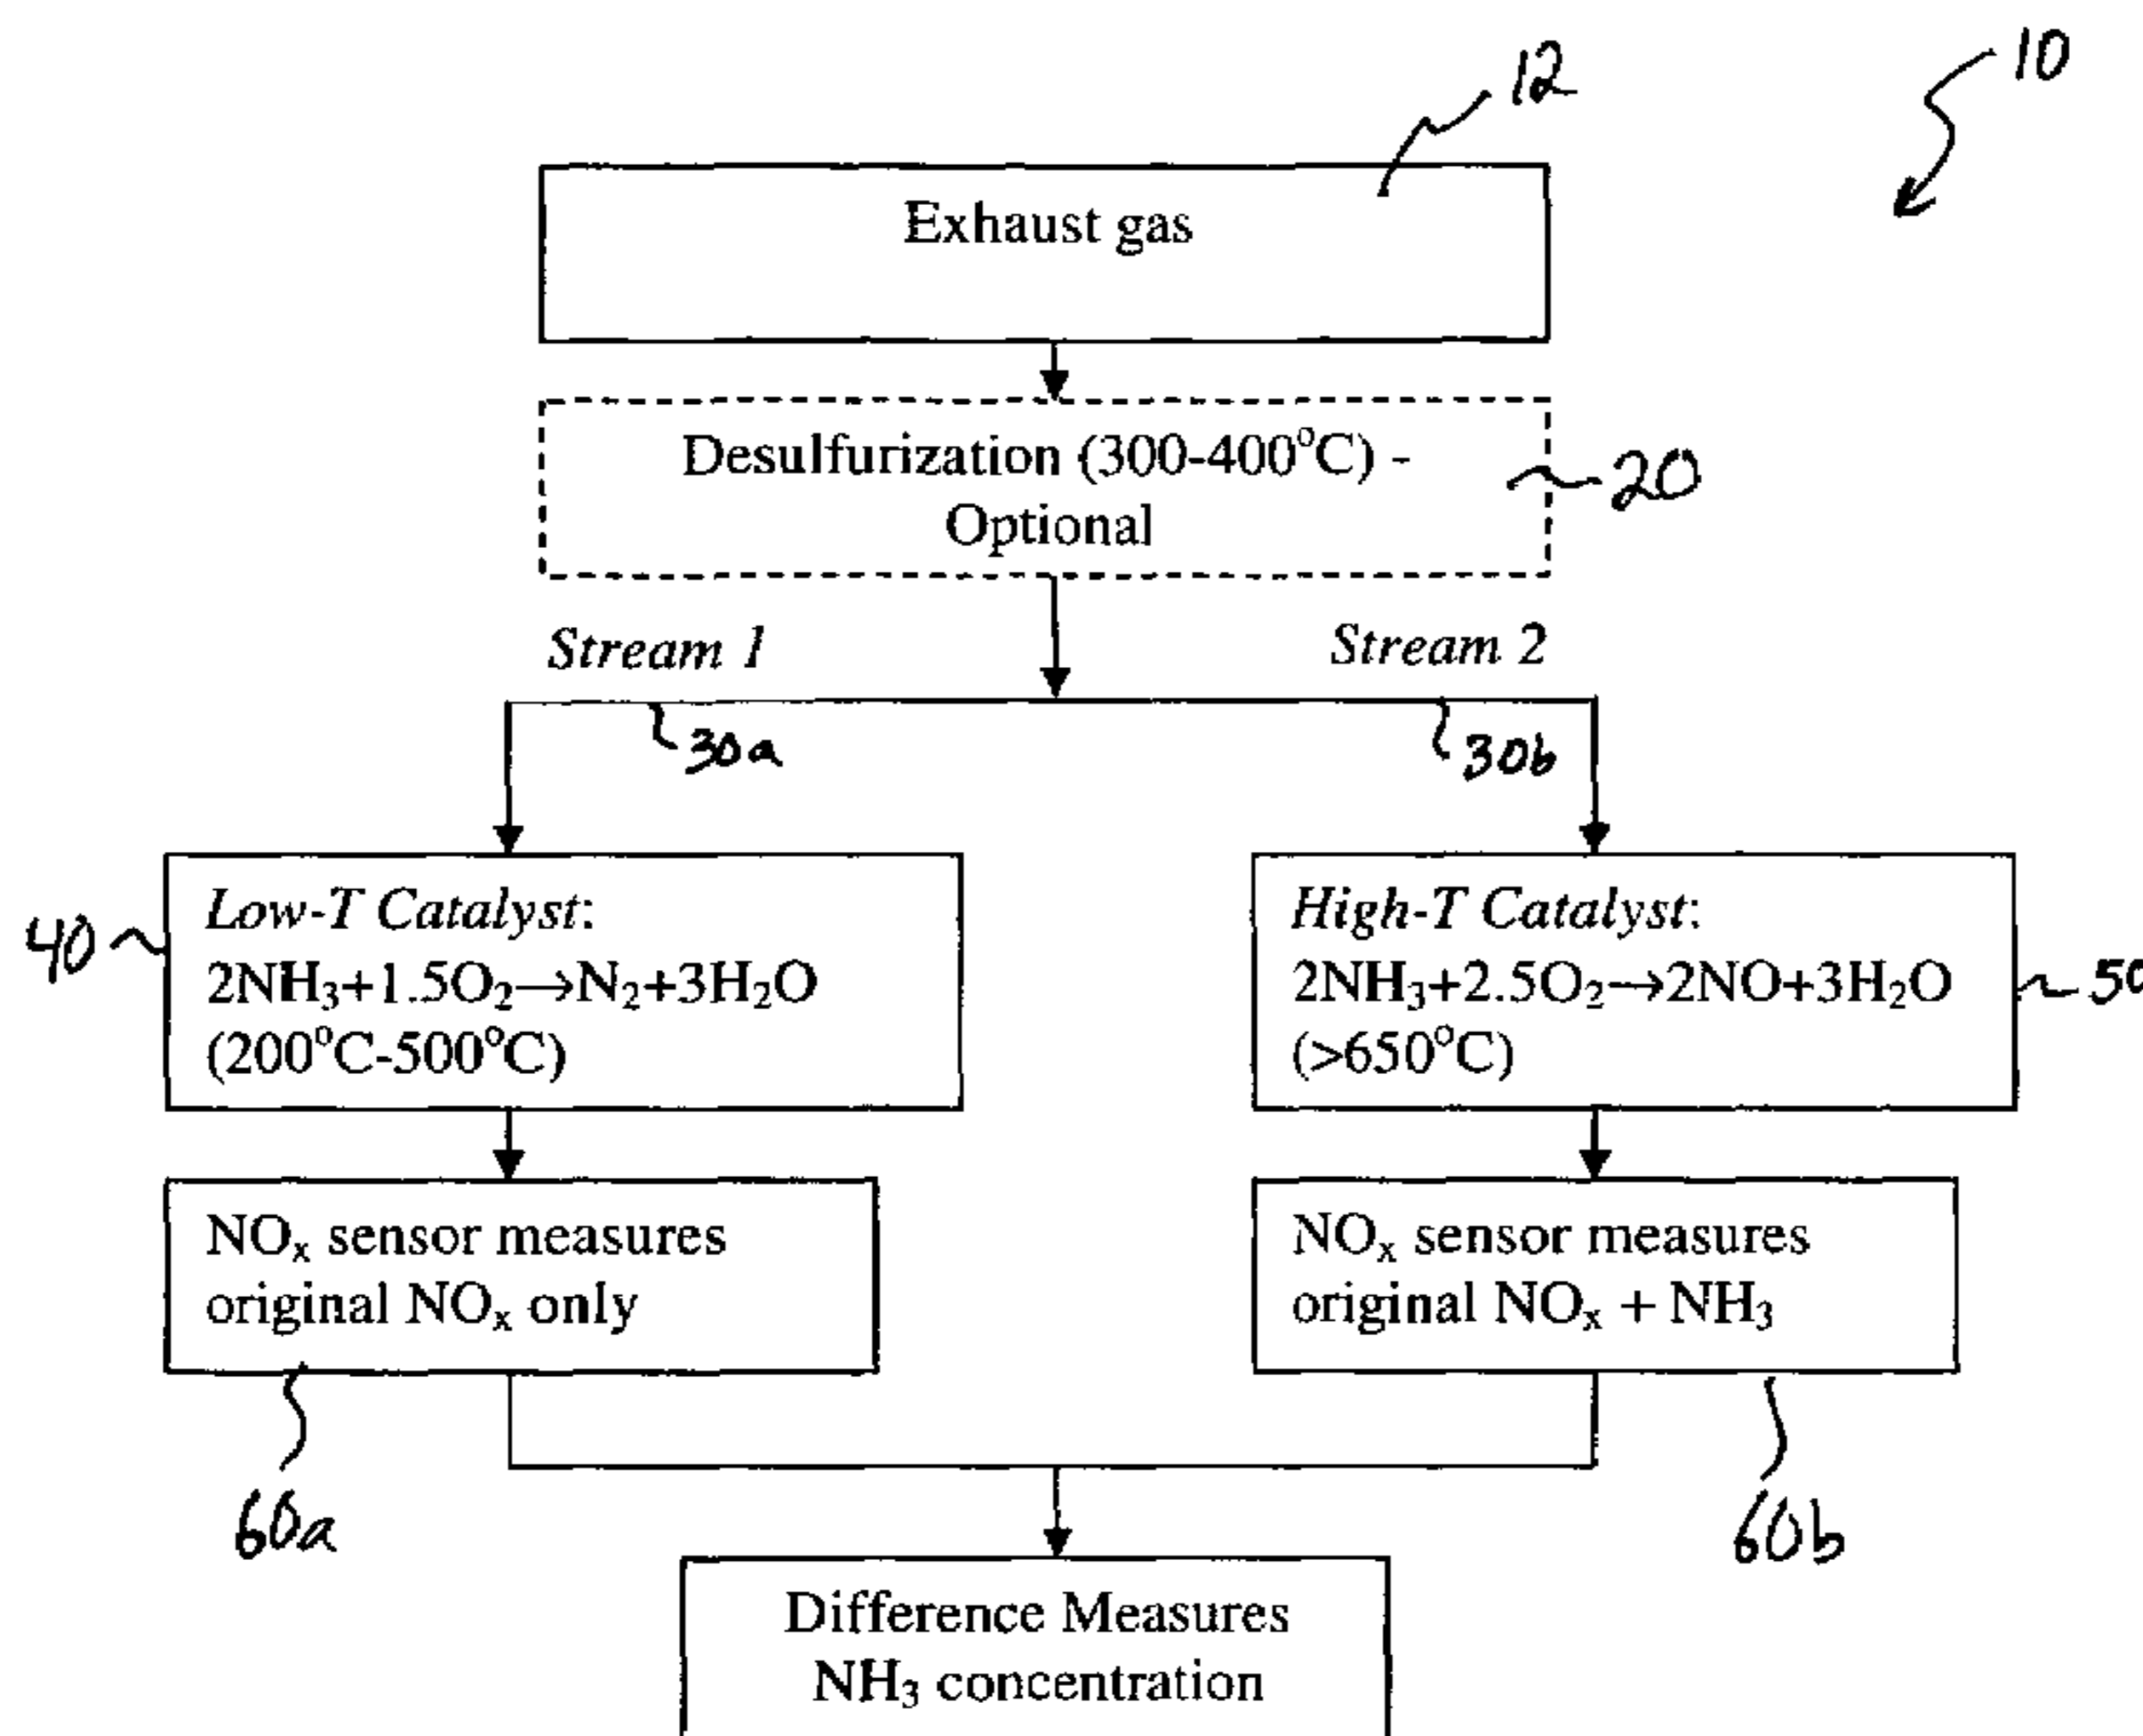 10
12
Exhaust gas
Desulfurization (300-400°C) -
Optional
20
Stream 1
Stream 2
30a
30b
40
Low-T Catalyst:
2NH₃+1.5O₂→N₂+3H₂O
(200°C-500°C)
High-T Catalyst:
2NH₃+2.5O₂→2NO+3H₂O
(>650°C)
50
NOₓ sensor measures
original NOₓ only
NOₓ sensor measures
original NOₓ + NH₃
60a
60b
Difference Measures
NH₃ concentration